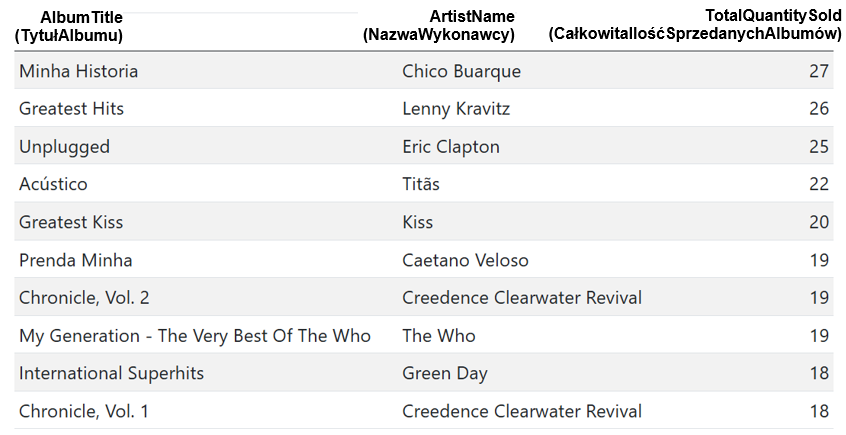 AlbumTitle ArtistName TotalQuantitySold
(TytułAlbumu) (NazwaWykonawcy) (CałkowitaIlośćSprzedanychAlbumów)
Minha Historia Chico Buarque 27
Greatest Hits Lenny Kravitz 26
Unplugged Eric Clapton 25
Acústico Titãs 22
Greatest Kiss Kiss 20
Prenda Minha Caetano Veloso 19
Chronicle, Vol. 2 Creedence Clearwater Revival 19
My Generation - The Very Best Of The Who The Who 19
International Superhits Green Day 18
Chronicle, Vol. 1 Creedence Clearwater Revival 18